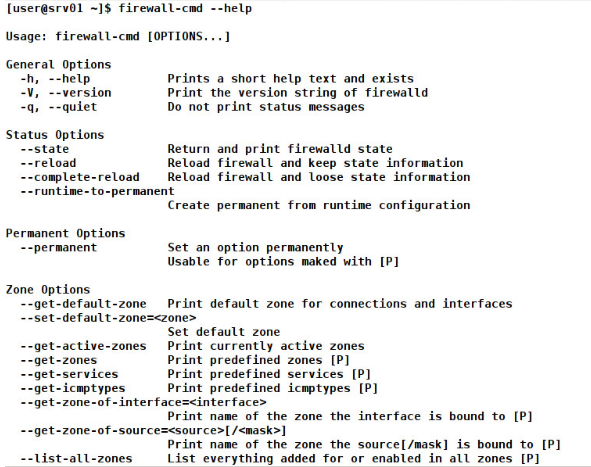 [user@srv01 ~]$ firewall-cmd --help
Usage: firewall-cmd [OPTIONS...]
General Options
-h, --help Prints a short help text and exists
-V, --version Print the version string of firewalld
-q, --quiet Do not print status messages
Status Options
--state Return and print firewalld state
--reload Reload firewall and keep state information
--complete-reload Reload firewall and loose state information
--runtime-to-permanent
Create permanent from runtime configuration
Permanent Options
--permanent Set an option permanently
Usable for options maked with [P]
Zone Options
--get-default-zone Print default zone for connections and interfaces
--set-default-zone=<zone>
Set default zone
--get-active-zones Print currently active zones
--get-zones Print predefined zones [P]
--get-services Print predefined services [P]
--get-icmptypes Print predefined icmptypes [P]
--get-zone-of-interface=<interface>
Print name of the zone the interface is bound to [P]
--get-zone-of-source=<source>[/<mask>]
Print name of the zone the source[/mask] is bound to [P]
--list-all-zones List everything added for or enabled in all zones [P]